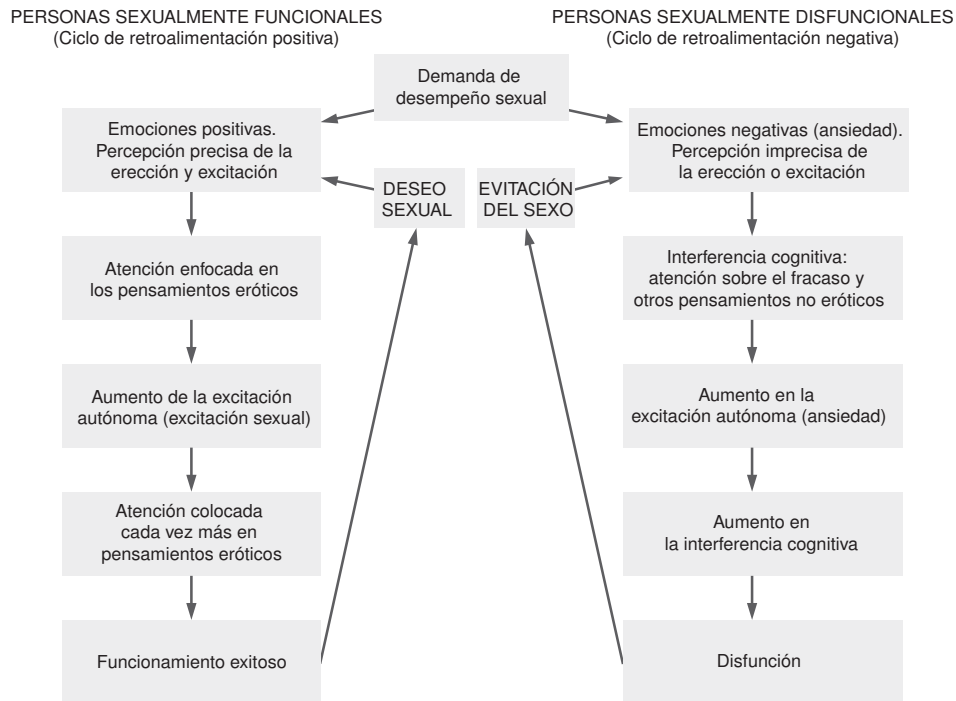 PERSONAS SEXUALMENTE FUNCIONALES
(Ciclo de retroalimentación positiva)
PERSONAS SEXUALMENTE DISFUNCIONALES
(Ciclo de retroalimentación negativa)
Demanda de
desempeño sexual
Emociones positivas.
Percepción precisa de la
erección y excitación
Emociones negativas (ansiedad).
Percepción imprecisa de
la erección o excitación
DESEO
SEXUAL
EVITACIÓN
DEL SEXO
Atención enfocada en
los pensamientos eróticos
Interferencia cognitiva:
atención sobre el fracaso y
otros pensamientos no eróticos
Aumento de la excitación
autónoma (excitación sexual)
Aumento en la
excitación autónoma (ansiedad)
Atención colocada
cada vez más en
pensamientos eróticos
Aumento en
la interferencia cognitiva
Funcionamiento exitoso
Disfunción